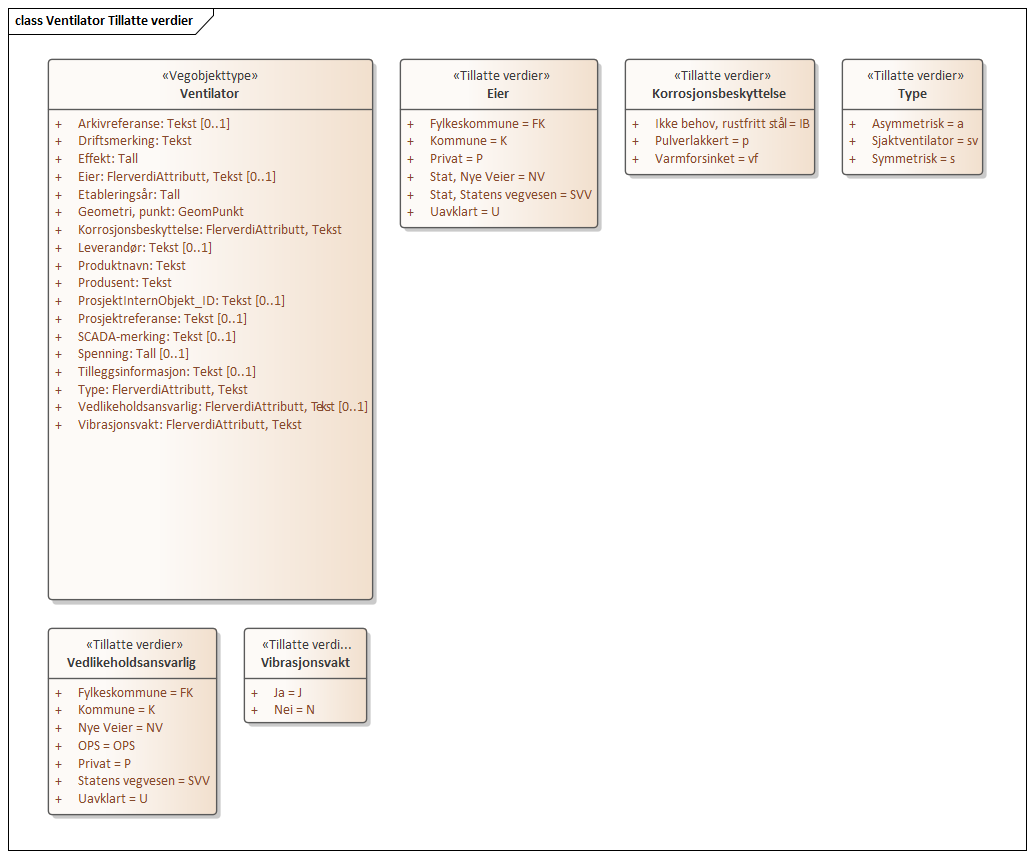 class Ventilator Tillatte verdier
«Vegobjekttype»
Ventilator
+ Arkivreferanse: Tekst [0..1]
+ Driftsmerking: Tekst
+ Effekt: Tall
+ Eier: FlerverdiAttributt, Tekst [0..1]
+ Etableringsår: Tall
+ Geometri, punkt: GeomPunkt
+ Korrosjonsbeskyttelse: FlerverdiAttributt, Tekst
+ Leverandør: Tekst [0..1]
+ Produktnavn: Tekst
+ Produsent: Tekst
+ ProsjektInternObjekt_ID: Tekst [0..1]
+ Prosjektreferanse: Tekst [0..1]
+ SCADA-merking: Tekst [0..1]
+ Spenning: Tall [0..1]
+ Tilleggsinformasjon: Tekst [0..1]
+ Type: FlerverdiAttributt, Tekst
+ Vedlikeholdsansvarlig: FlerverdiAttributt, Tekst [0..1]
+ Vibrasjonsvakt: FlerverdiAttributt, Tekst
«Tillatte verdier»
Eier
+ Fylkeskommune = FK
+ Kommune = K
+ Privat = P
+ Stat, Nye Veier = NV
+ Stat, Statens vegvesen = SVV
+ Uavklart = U
«Tillatte verdier»
Korrosjonsbeskyttelse
+ Ikke behov, rustfritt stål = IB
+ Pulverlakkert = p
+ Varmforsinket = vf
«Tillatte verdier»
Type
+ Asymmetrisk = a
+ Sjaktventilator = sv
+ Symmetrisk = s
«Tillatte verdier»
Vedlikeholdsansvarlig
+ Fylkeskommune = FK
+ Kommune = K
+ Nye Veier = NV
+ OPS = OPS
+ Privat = P
+ Statens vegvesen = SVV
+ Uavklart = U
«Tillatte verdi...
Vibrasjonsvakt
+ Ja = J
+ Nei = N